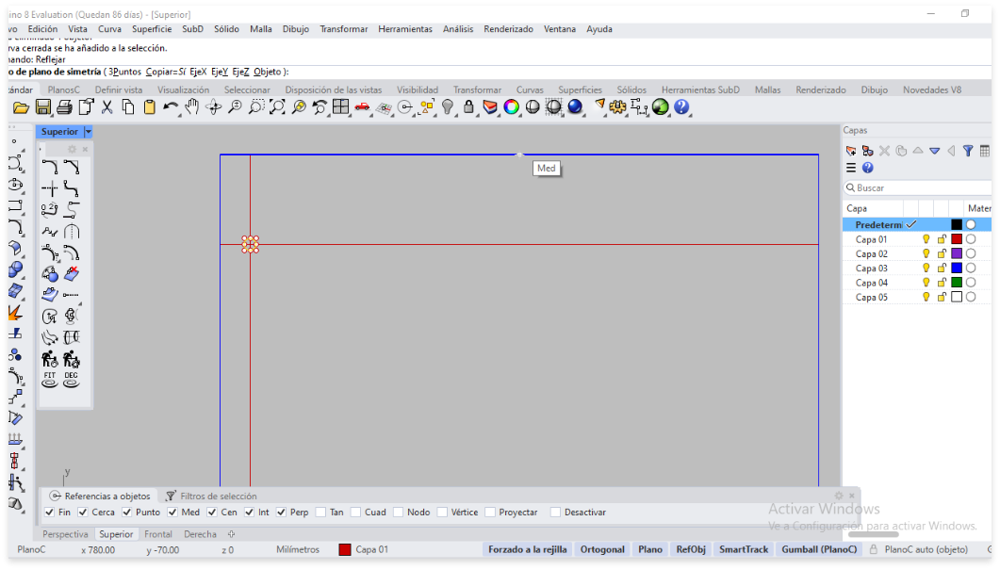 ino 8 Evaluation (Quedan 86 días) - [Superior]
vo Edición Vista Curva Superficie SubD Sólido Malla Dibujo Transformar Herramientas Análisis Renderizado Ventana Ayuda
rva cerrada se ha añadido a la selección.
nando: Reflejar
o de plano de simetría ( 3Puntos Copiar=Sí EjeX EjeY EjeZ Objeto ):
tándar PlanosC Definir vista Visualización Seleccionar Disposición de las vistas Visibilidad Transformar Curvas Superficies Sólidos Herramientas SubD Mallas Renderizado Dibujo Novedades V8
Superior
Capas
Med
Buscar
Capa Mater
Predeterm
Capa 01
Capa 02
Capa 03
Capa 04
Capa 05
FIT DEG
y
Referencias a objetos Filtros de selección
Fin Cerca Punto Med Cen Int Perp Tan Cuad Nodo Vértice Proyectar Desactivar
Activar Windows
Ve a Configuración para activar Windows.
Perspectiva Superior Frontal Derecha
PlanoC x 780.00 y -70.00 z 0 Milímetros Capa 01 Forzado a la rejilla Ortogonal Plano RefObj SmartTrack Gumball (PlanoC) PlanoC auto (objeto)